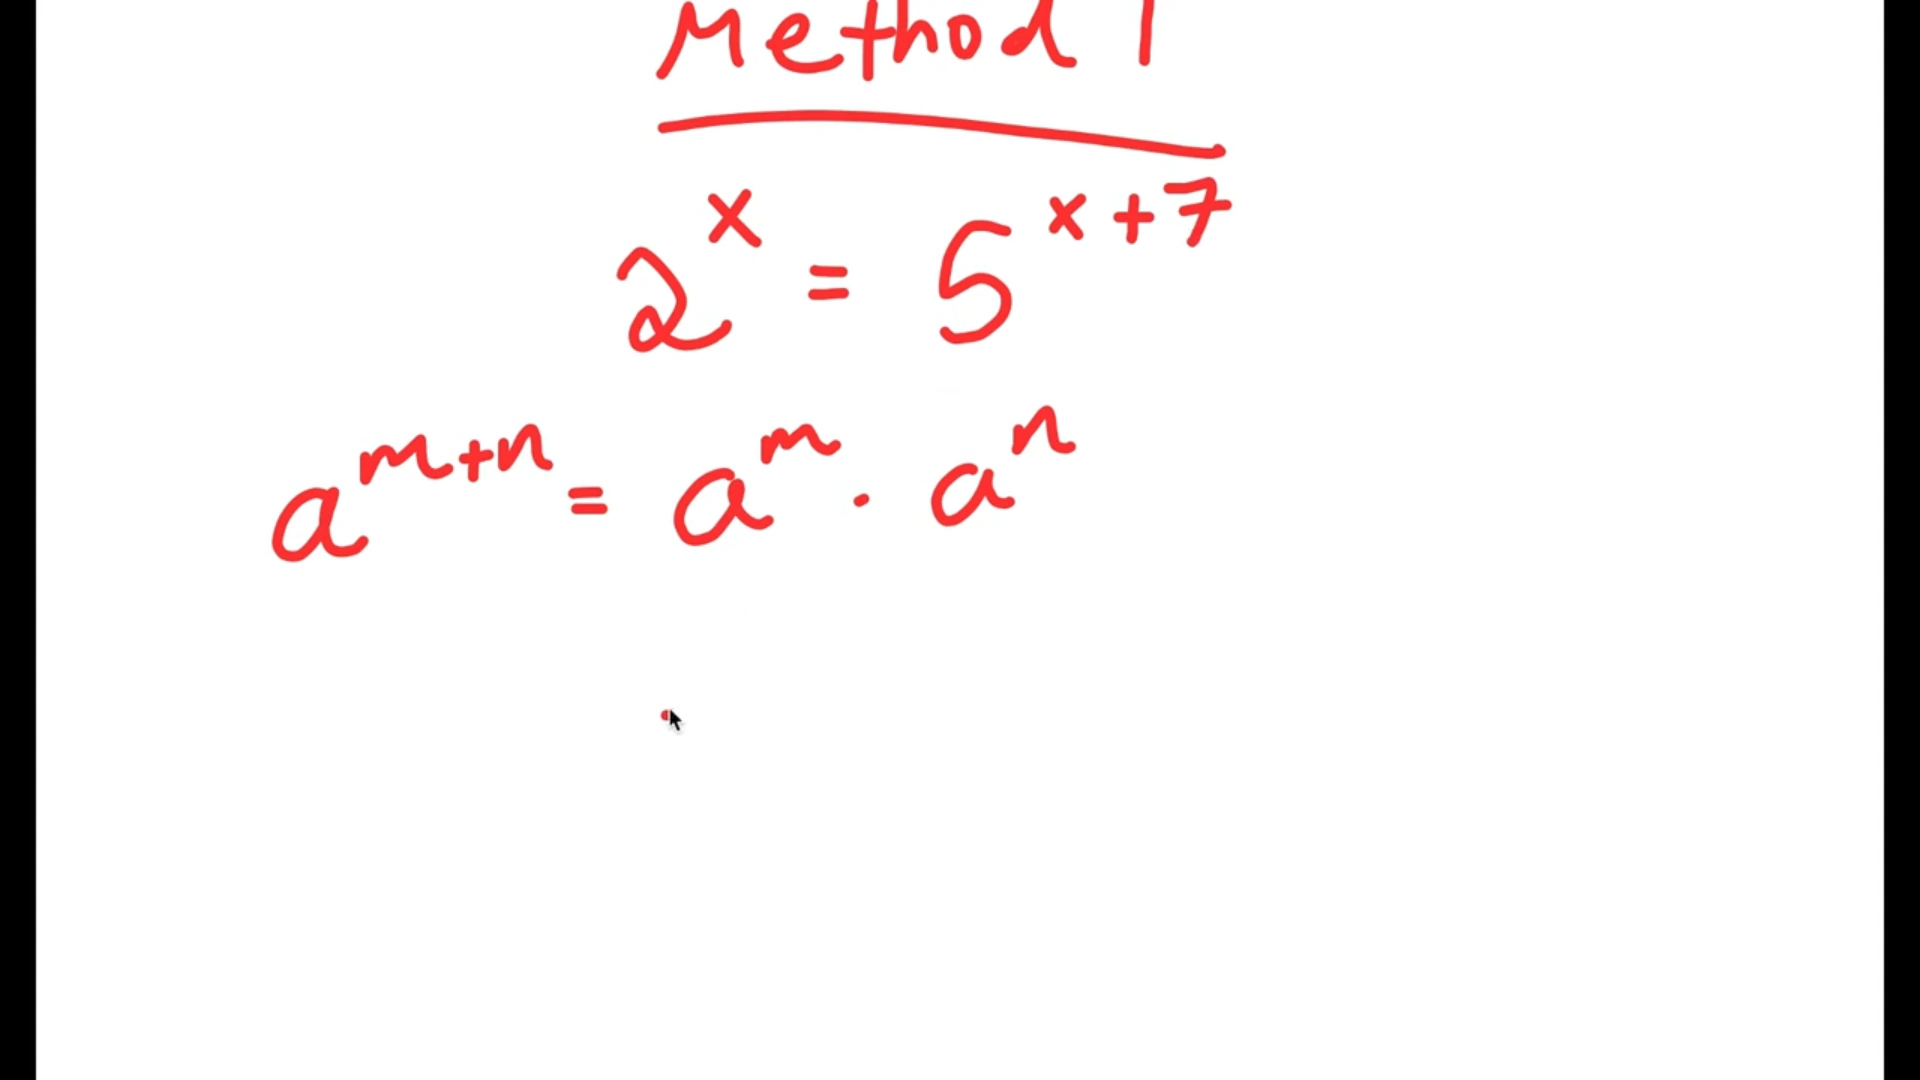 Method 1
2^x = 5^{x+7}
a^{m+n} = a^m · a^n